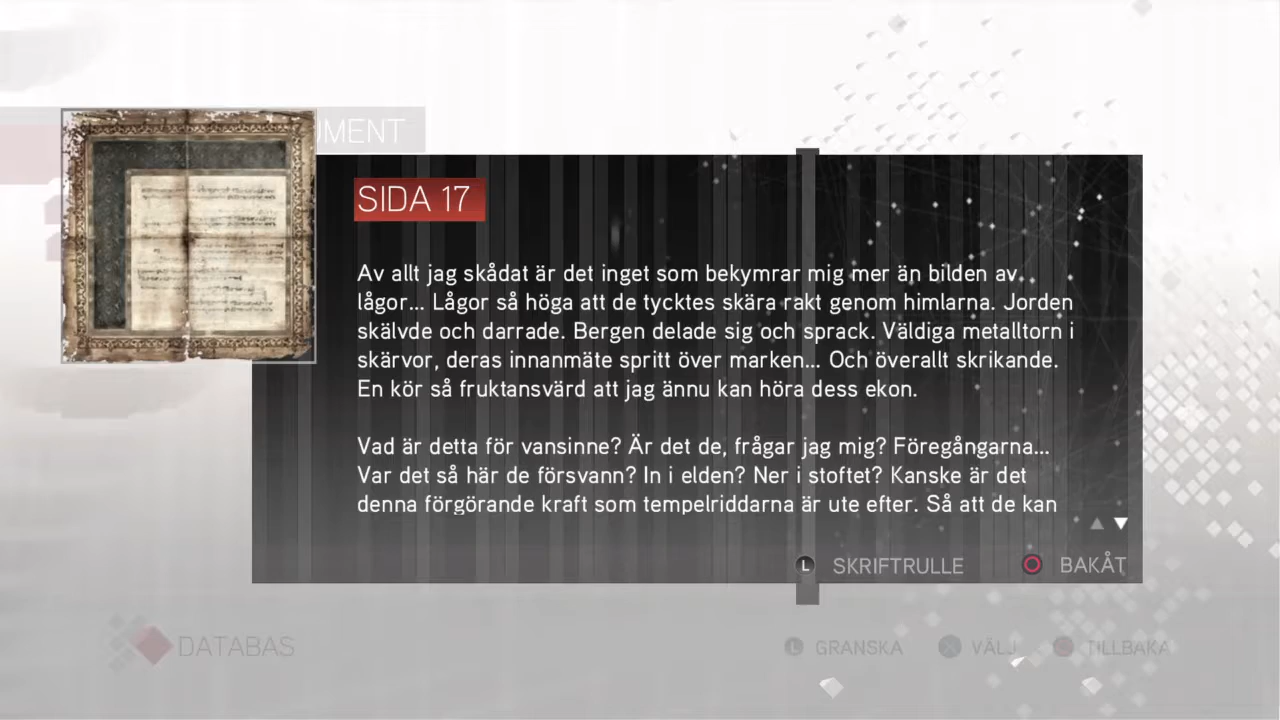 UMENT
SIDA 17
Av allt jag skådat är det inget som bekymrar mig mer än bilden av
lågor... Lågor så höga att de tycktes skära rakt genom himlarna. Jorden
skälvde och darrade. Bergen delade sig och sprack. Väldiga metalltorn i
skärvor, deras innanmäte spritt över marken... Och överallt skrikande.
En kör så fruktansvärd att jag ännu kan höra dess ekon.
Vad är detta för vansinne? Är det de, frågar jag mig? Föregångarna...
Var det så här de försvann? In i elden? Ner i stoftet? Kanske är det
denna förgörande kraft som tempelriddarna är ute efter. Så att de kan
L SKRIFTRULLE BAKÅT
DATABAS
L GRANSKA VÄLJ TILLBAKA